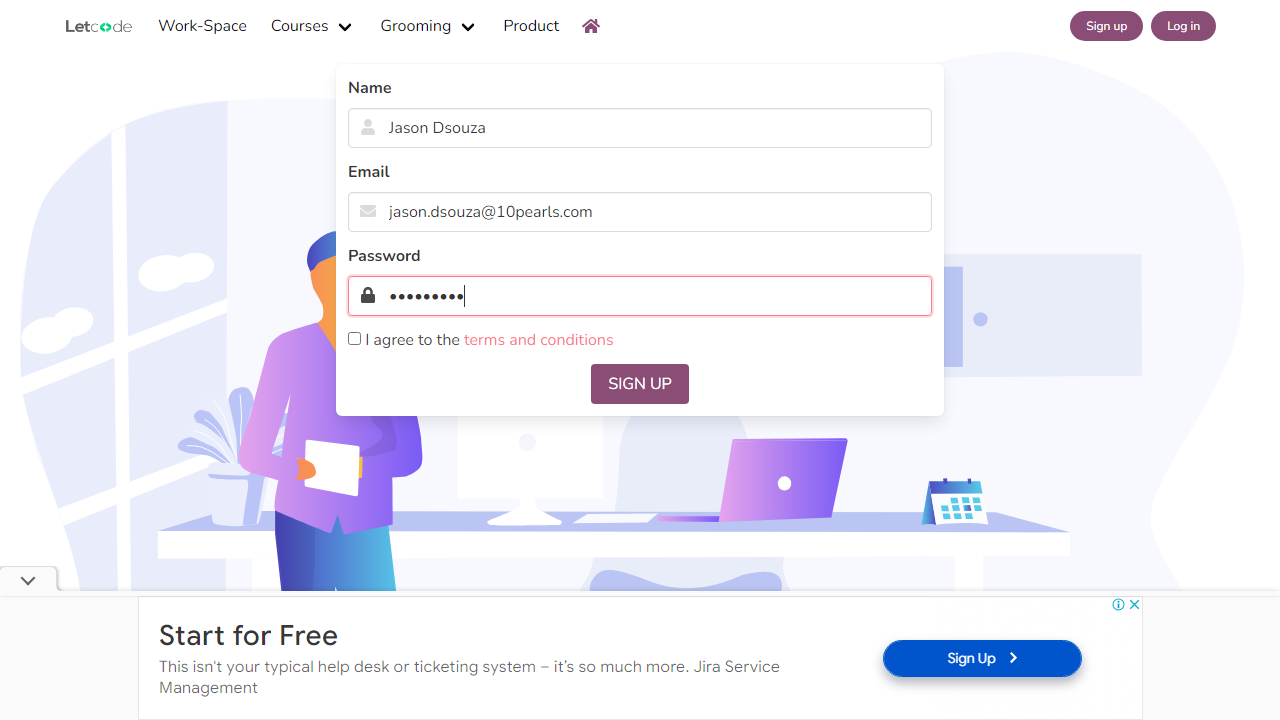 Letcode
Work-Space
Courses
Grooming
Product
Sign up
Log in
Name
Jason Dsouza
Email
jason.dsouza@10pearls.com
Password
•••••••••
I agree to the terms and conditions
SIGN UP
Start for Free
This isn't your typical help desk or ticketing system – it's so much more. Jira Service
Management
Sign Up